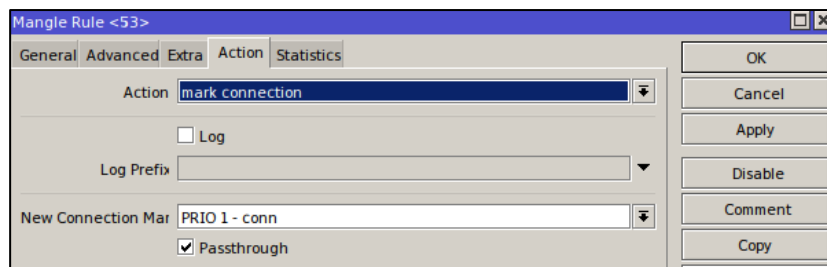 Mangle Rule <53>
General Advanced Extra Action Statistics
OK
Action mark connection
Cancel
Log
Apply
Log Prefix
Disable
New Connection Mar PRIO 1 - conn
Comment
Passthrough
Copy